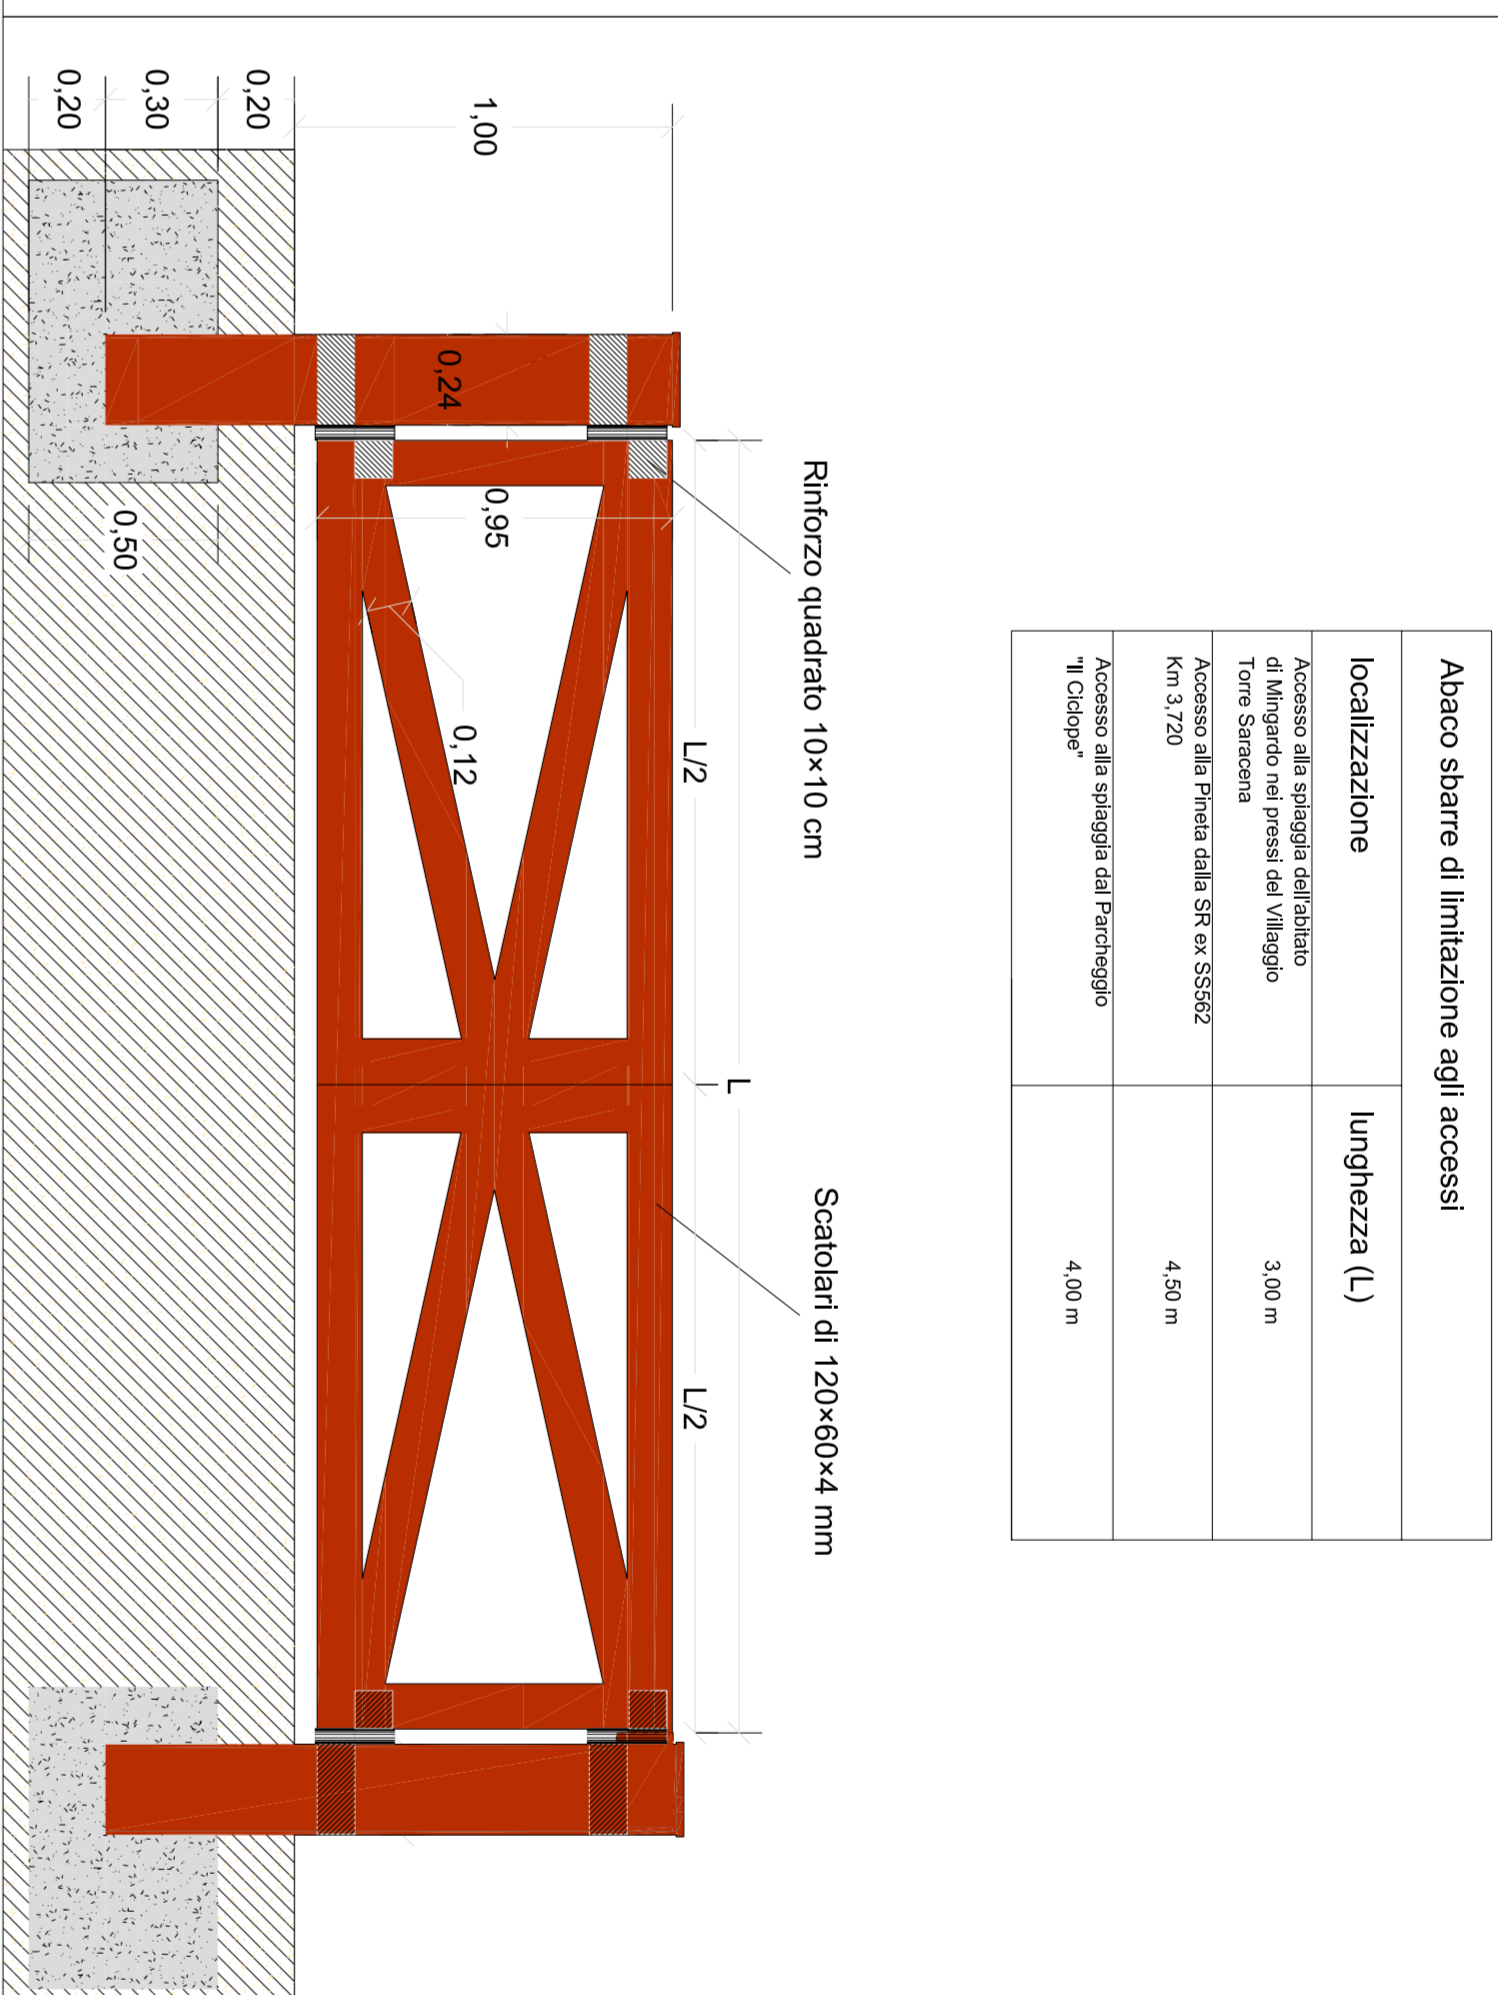 Abaco sbarre di limitazione agli accessi
localizzazione
lunghezza (L)
Accesso alla spiaggia dell'abitato
di Mingardo nei pressi del Villaggio
Torre Saracena
3,00 m
Accesso alla Pineta dalla SR ex SS562
Km 3,720
4,50 m
Accesso alla spiaggia dal Parcheggio
"Il Ciclope"
4,00 m
Rinforzo quadrato 10×10 cm
Scatolari di 120×60×4 mm
L
L/2
L/2
1,00
0,24
0,95
0,12
0,20
0,30
0,20
0,50